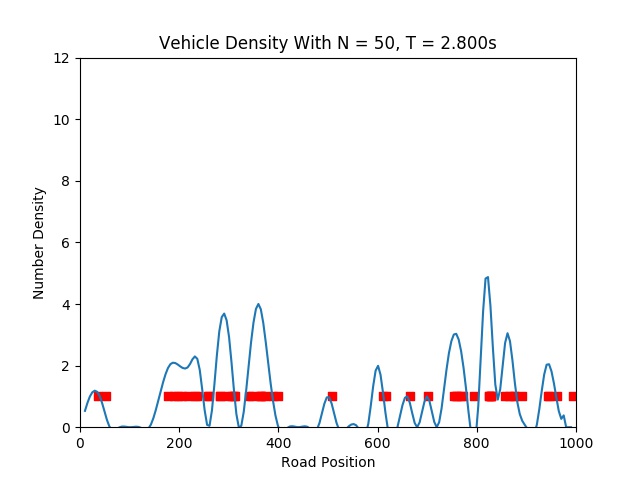 Vehicle Density With N = 50, T = 2.800s
12
10
8
6
4
2
0
Number Density
0 200 400 600 800 1000
Road Position